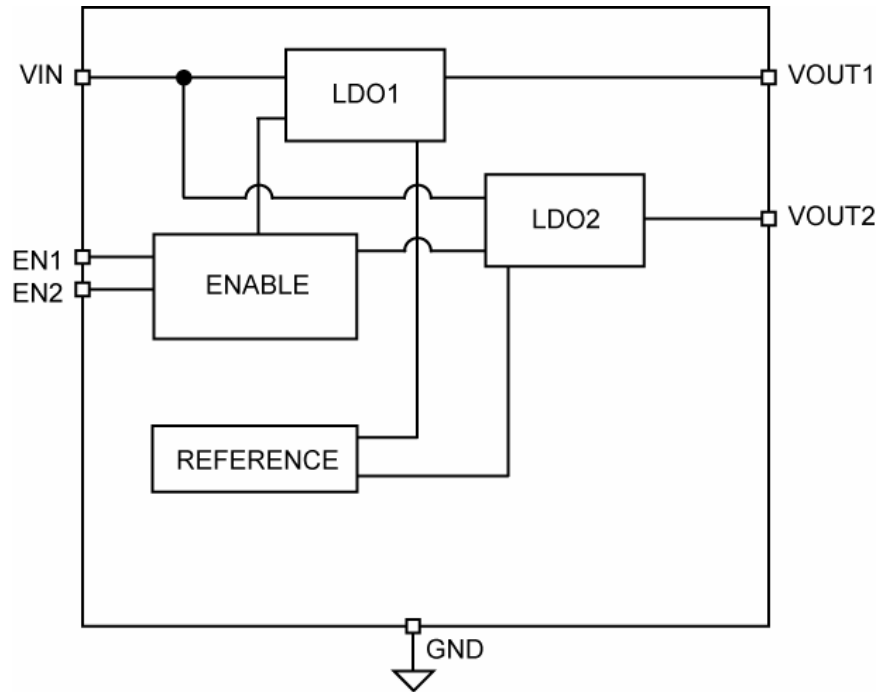 VIN
LDO1
VOUT1
LDO2
VOUT2
EN1
EN2
ENABLE
REFERENCE
GND